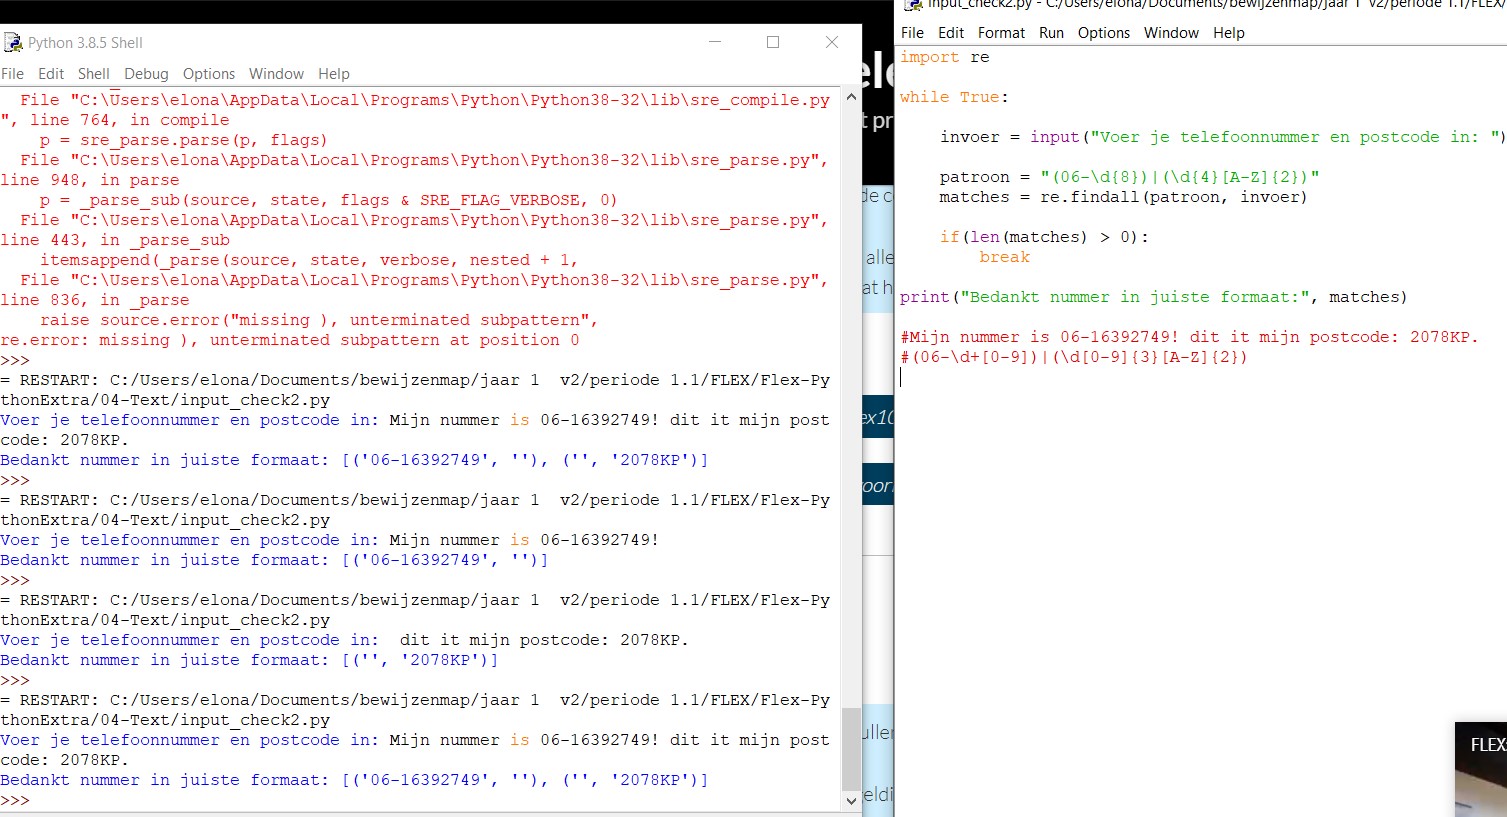 Python 3.8.5 Shell
File Edit Shell Debug Options Window Help
File "C:\Users\elona\AppData\Local\Programs\Python\Python38-32\lib\sre_compile.py
", line 764, in compile
p = sre_parse.parse(p, flags)
File "C:\Users\elona\AppData\Local\Programs\Python\Python38-32\lib\sre_parse.py",
line 948, in parse
p = _parse_sub(source, state, flags & SRE_FLAG_VERBOSE, 0)
File "C:\Users\elona\AppData\Local\Programs\Python\Python38-32\lib\sre_parse.py",
line 443, in _parse_sub
itemsappend(_parse(source, state, verbose, nested + 1,
File "C:\Users\elona\AppData\Local\Programs\Python\Python38-32\lib\sre_parse.py",
line 836, in _parse
raise source.error("missing ), unterminated subpattern",
re.error: missing ), unterminated subpattern at position 0
>>>
= RESTART: C:/Users/elona/Documents/bewijzenmap/jaar 1  v2/periode 1.1/FLEX/Flex-Py
thonExtra/04-Text/input_check2.py
Voer je telefoonnummer en postcode in: Mijn nummer is 06-16392749! dit it mijn post
code: 2078KP.
Bedankt nummer in juiste formaat: [('06-16392749', ''), ('', '2078KP')]
>>>
= RESTART: C:/Users/elona/Documents/bewijzenmap/jaar 1  v2/periode 1.1/FLEX/Flex-Py
thonExtra/04-Text/input_check2.py
Voer je telefoonnummer en postcode in: Mijn nummer is 06-16392749!
Bedankt nummer in juiste formaat: [('06-16392749', '')]
>>>
= RESTART: C:/Users/elona/Documents/bewijzenmap/jaar 1  v2/periode 1.1/FLEX/Flex-Py
thonExtra/04-Text/input_check2.py
Voer je telefoonnummer en postcode in:  dit it mijn postcode: 2078KP.
Bedankt nummer in juiste formaat: [('', '2078KP')]
>>>
= RESTART: C:/Users/elona/Documents/bewijzenmap/jaar 1  v2/periode 1.1/FLEX/Flex-Py
thonExtra/04-Text/input_check2.py
Voer je telefoonnummer en postcode in: Mijn nummer is 06-16392749! dit it mijn post
code: 2078KP.
Bedankt nummer in juiste formaat: [('06-16392749', ''), ('', '2078KP')]
>>>
input_check2.py - C:/Users/elona/Documents/bewijzenmap/jaar 1  v2/periode 1.1/FLEX/
File Edit Format Run Options Window Help
import re
while True:
invoer = input("Voer je telefoonnummer en postcode in: ")
patroon = "(06-\d{8})|(\d{4}[A-Z]{2})"
matches = re.findall(patroon, invoer)
if(len(matches) > 0):
break
print("Bedankt nummer in juiste formaat:", matches)
#Mijn nummer is 06-16392749! dit it mijn postcode: 2078KP.
#(06-\d+[0-9])|(\d[0-9]{3}[A-Z]{2})
FLEX